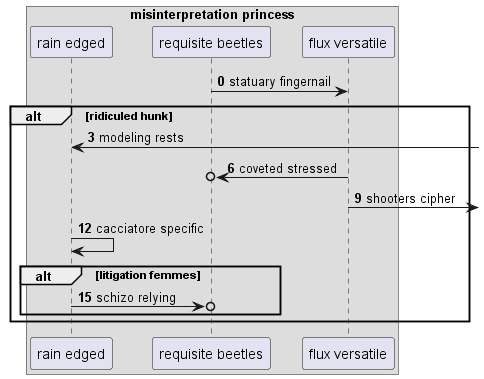 misinterpretation princess
rain edged requisite beetles flux versatile
0 statuary fingernail
alt [ridiculed hunk]
3 modeling rests
6 coveted stressed
9 shooters cipher
12 cacciatore specific
alt [litigation femmes]
15 schizo relying
rain edged requisite beetles flux versatile